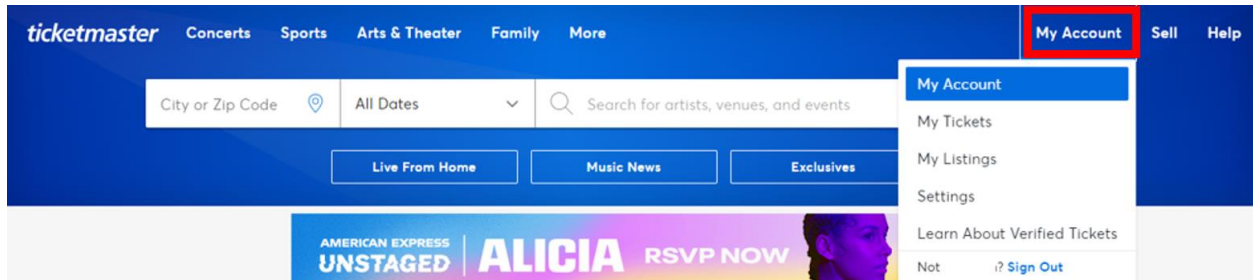 ticketmaster Concerts Sports Arts & Theater Family More My Account Sell Help
City or Zip Code All Dates Search for artists, venues, and events
My Account
My Tickets
My Listings
Settings
Learn About Verified Tickets
Not ? Sign Out
Live From Home Music News Exclusives
AMERICAN EXPRESS
UNSTAGED ALICIA RSVP NOW